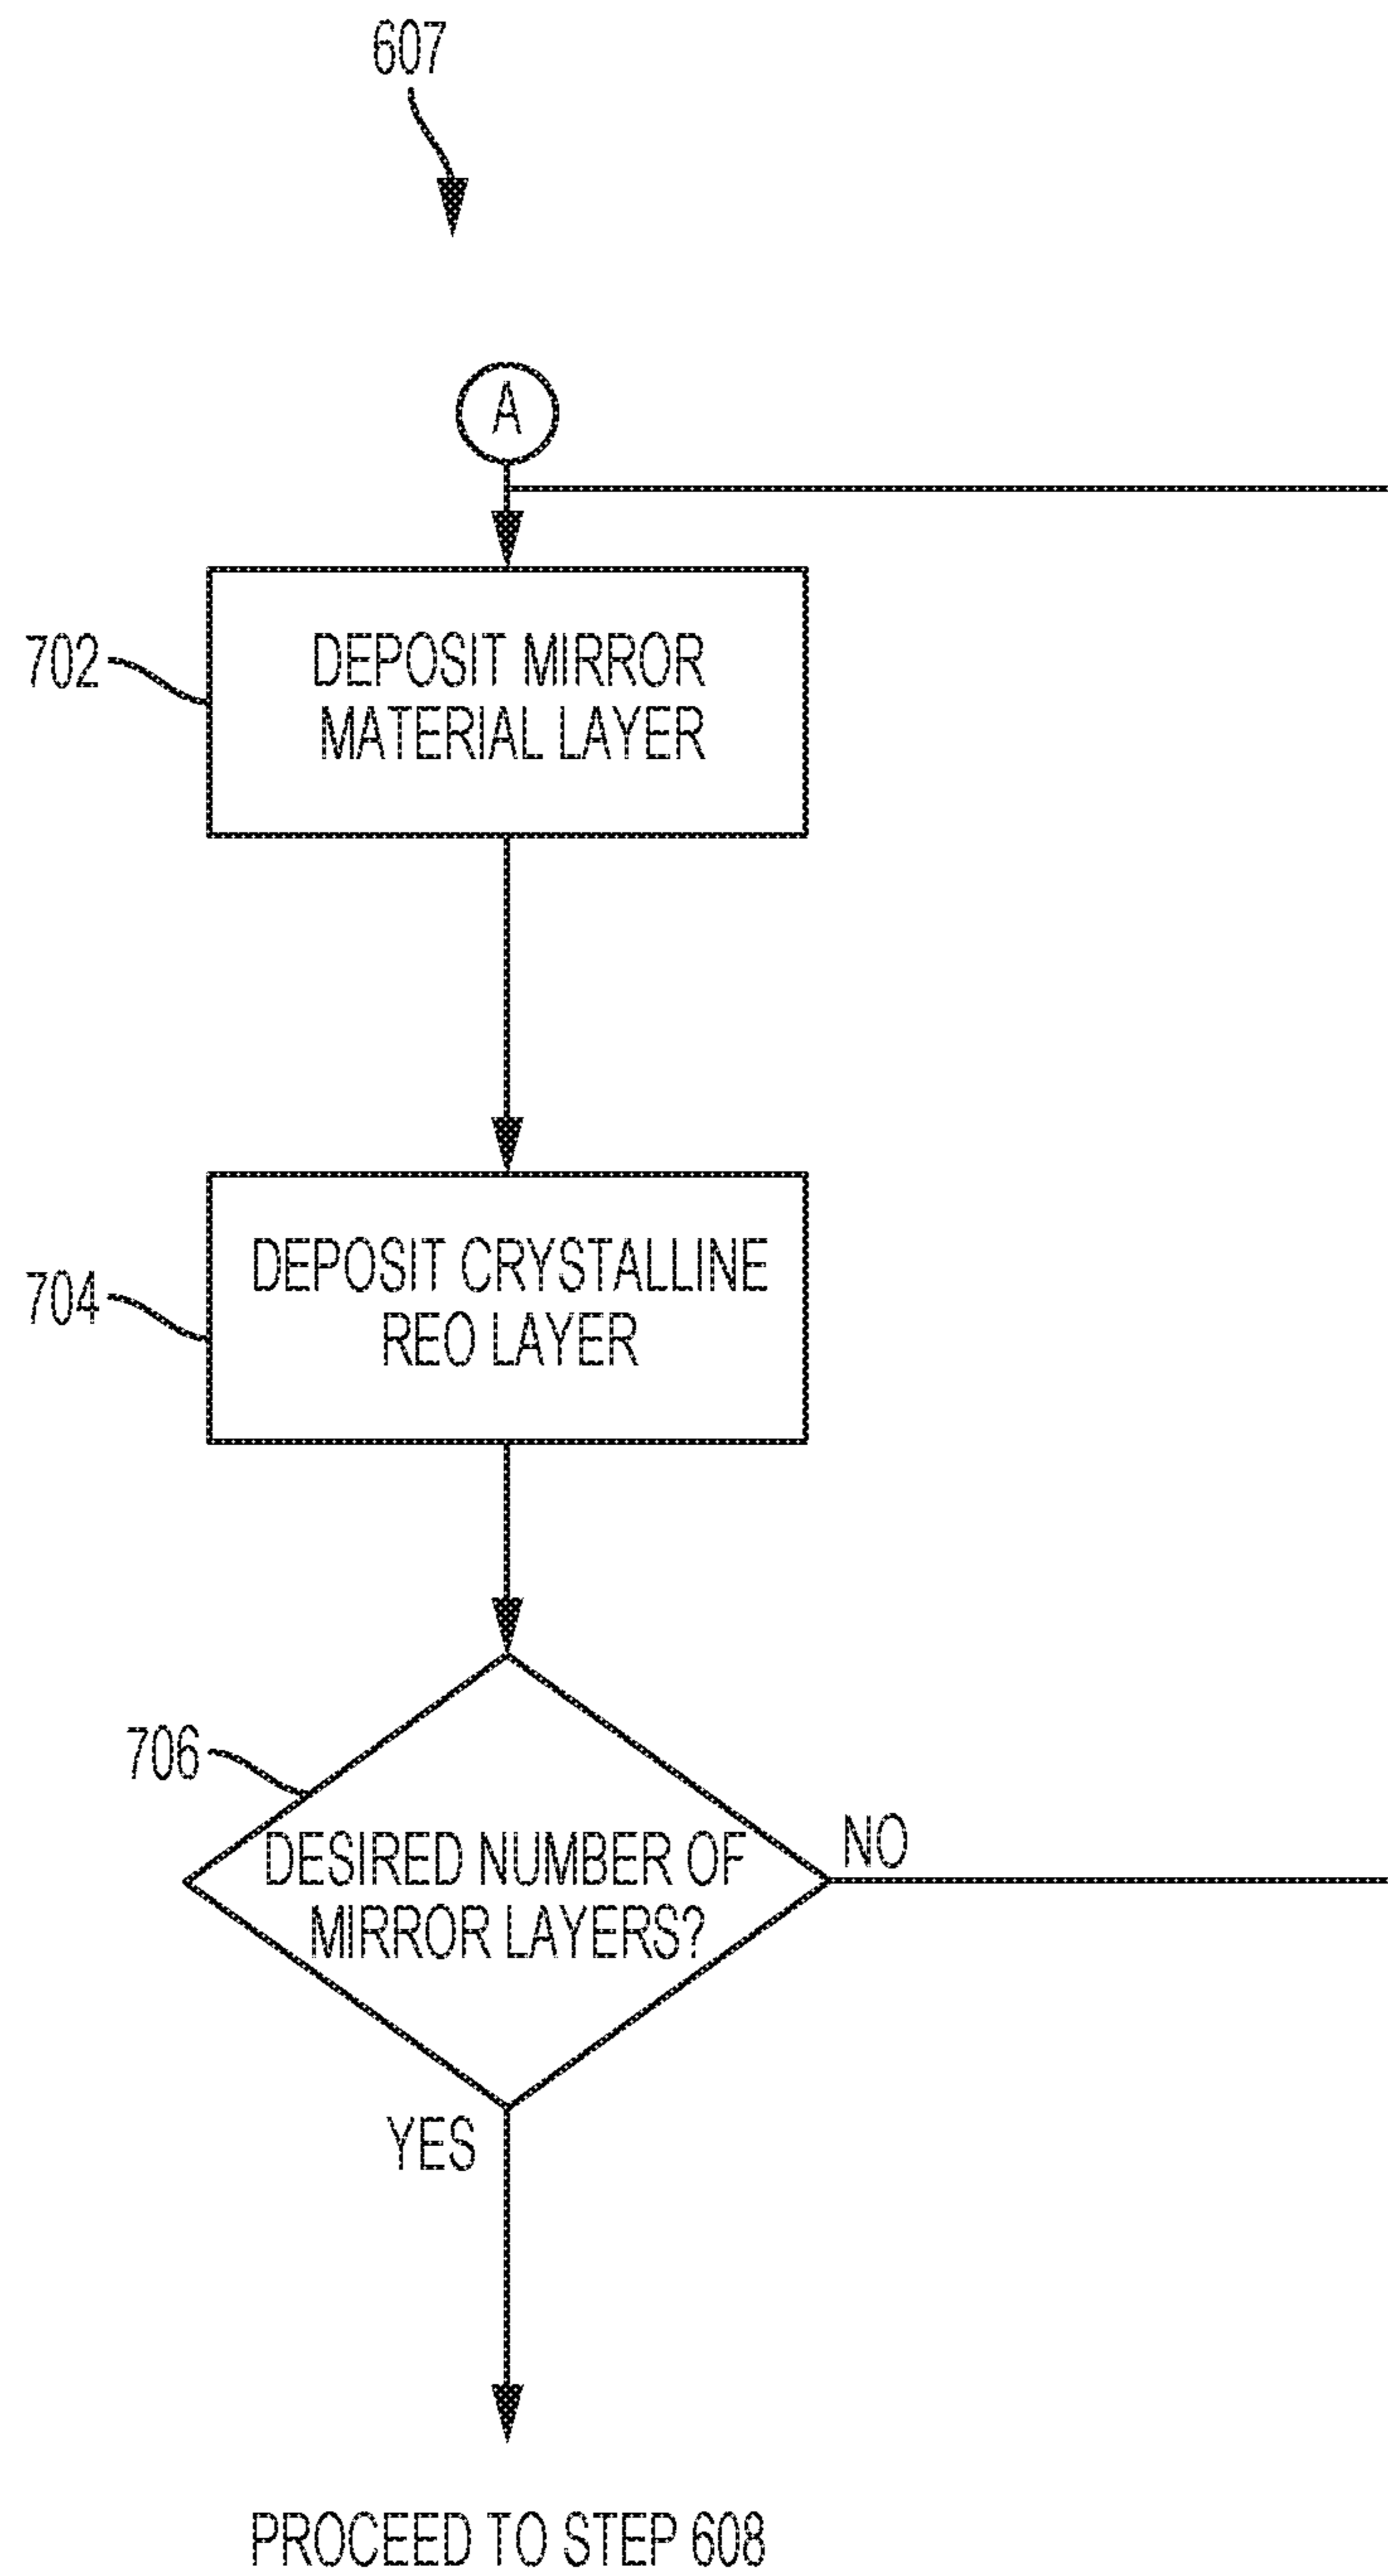 607
A
702
DEPOSIT MIRROR
MATERIAL LAYER
704
DEPOSIT CRYSTALLINE
REO LAYER
706
DESIRED NUMBER OF
MIRROR LAYERS?
NO
YES
PROCEED TO STEP 608